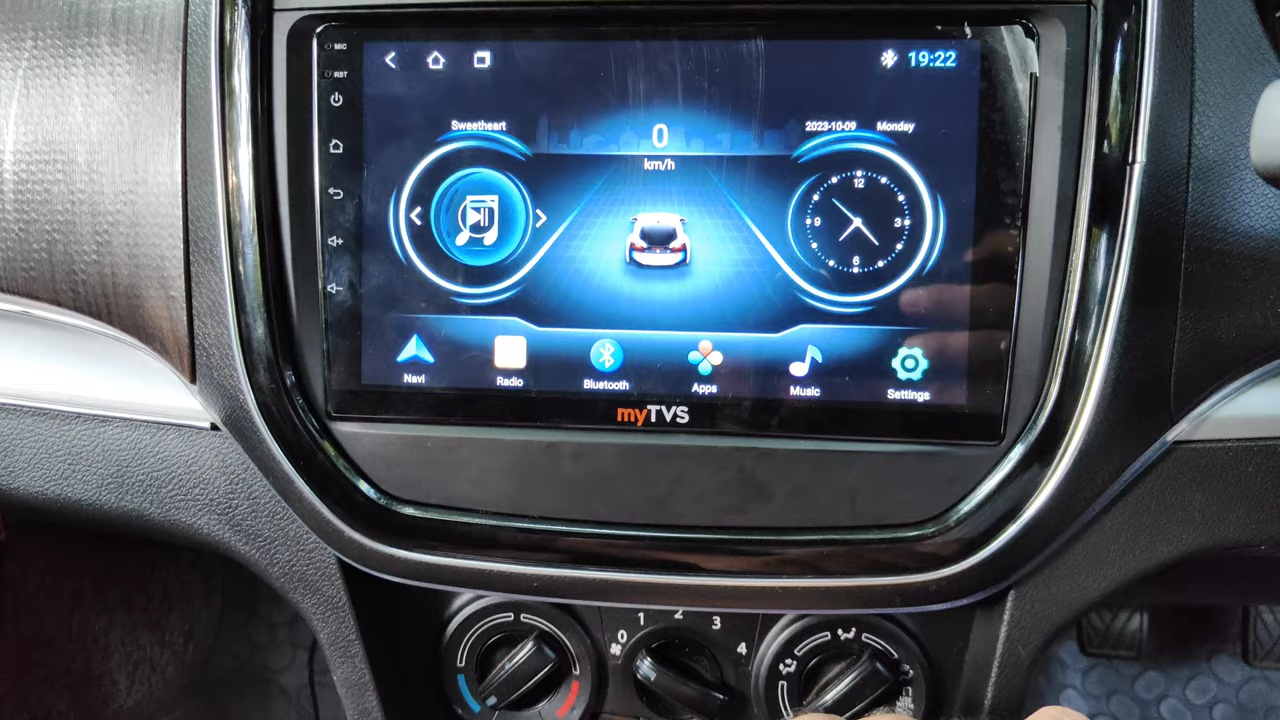 MIC
RST
19:22
Sweetheart
0
km/h
2023-10-09 Monday
12
9 3
6
Navi Radio Bluetooth Apps Music Settings
myTVS
0 1 2 3 4